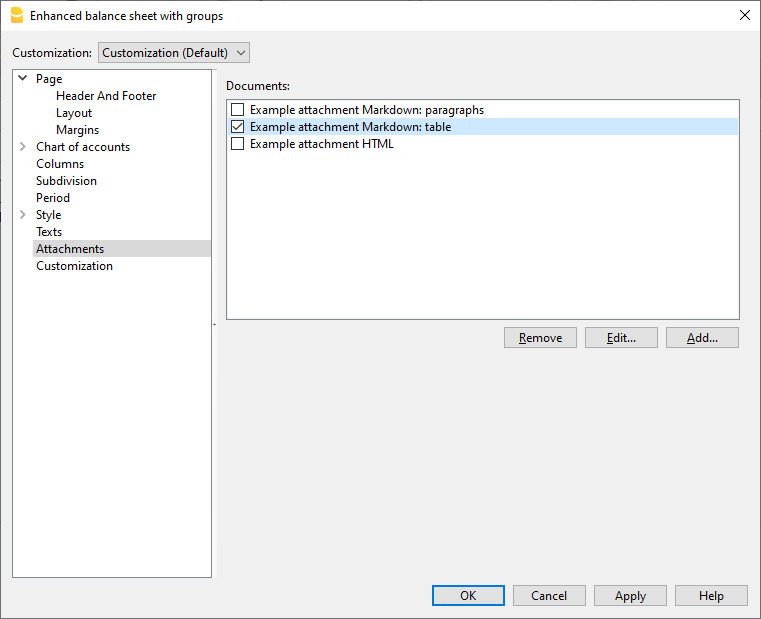 Enhanced balance sheet with groups
Customization: Customization (Default)
Page
Header And Footer
Layout
Margins
Chart of accounts
Columns
Subdivision
Period
Style
Texts
Attachments
Customization
Documents:
Example attachment Markdown: paragraphs
Example attachment Markdown: table
Example attachment HTML
Remove Edit... Add...
OK Cancel Apply Help